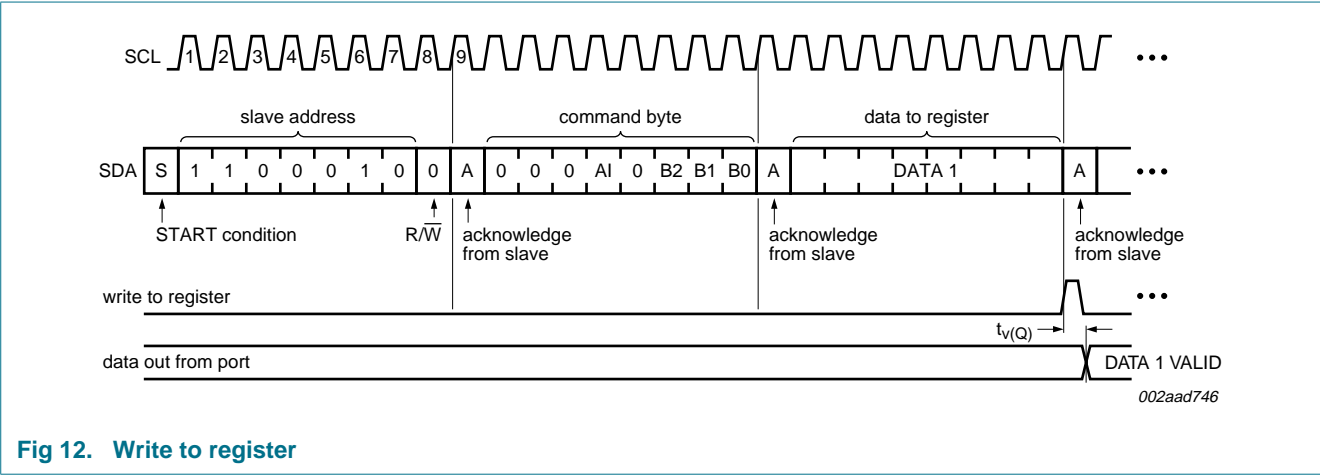 SCL 1 2 3 4 5 6 7 8 9 •••
slave address command byte data to register
SDA S 1 1 0 0 0 1 0 0 A 0 0 0 AI 0 B2 B1 B0 A DATA 1 A •••
START condition R/W̅ acknowledge from slave acknowledge from slave acknowledge from slave
write to register •••
tv(Q)
data out from port DATA 1 VALID
002aad746
Fig 12. Write to register